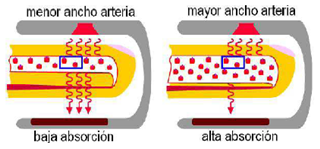 menor ancho arteria
mayor ancho arteria
baja absorción
alta absorción